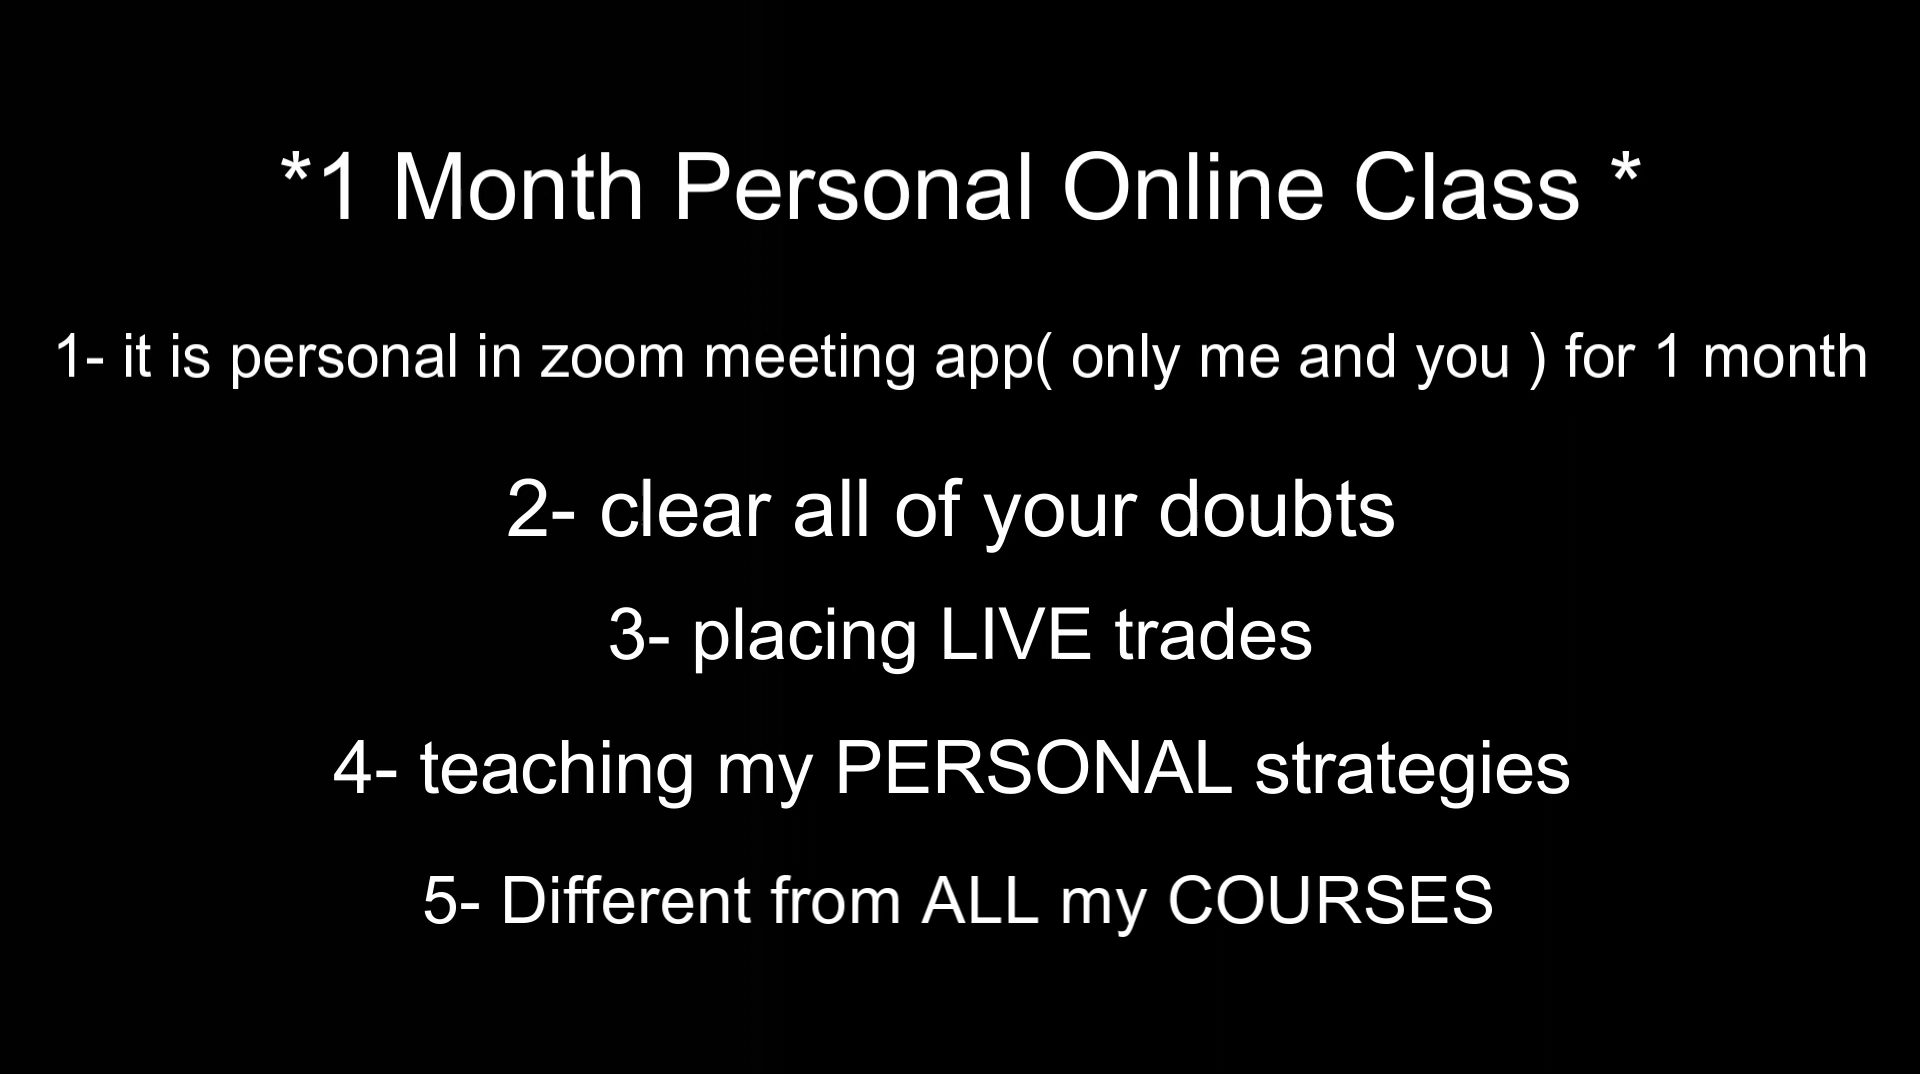 *1 Month Personal Online Class *
1- it is personal in zoom meeting app( only me and you ) for 1 month
2- clear all of your doubts
3- placing LIVE trades
4- teaching my PERSONAL strategies
5- Different from ALL my COURSES